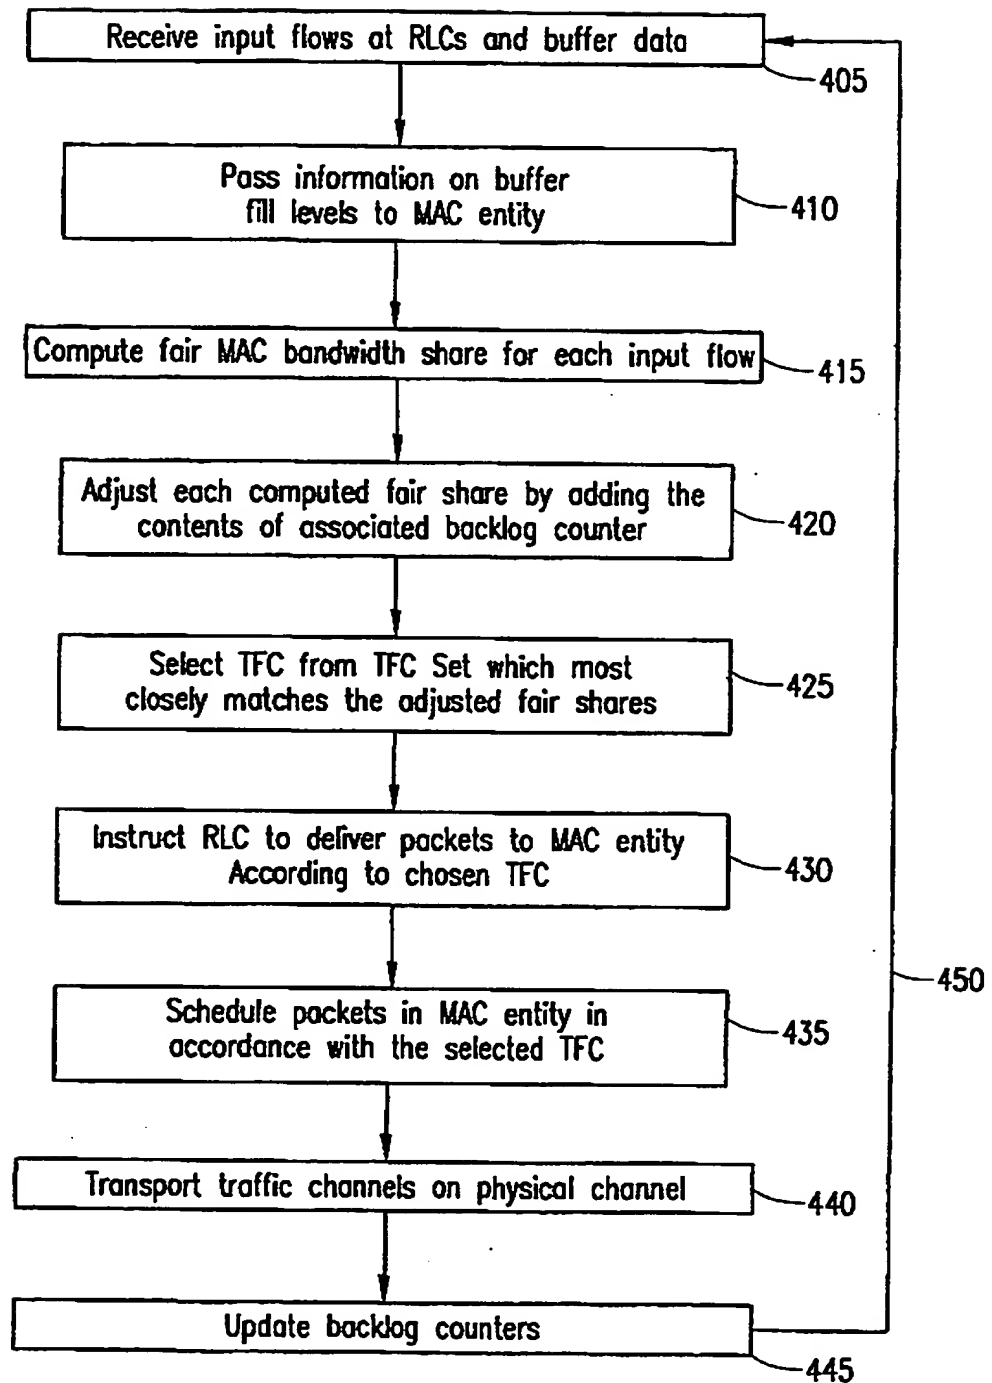 Receive input flows at RLCs and buffer data
405
Pass information on buffer
fill levels to MAC entity
410
Compute fair MAC bandwidth share for each input flow
415
Adjust each computed fair share by adding the
contents of associated backlog counter
420
Select TFC from TFC Set which most
closely matches the adjusted fair shares
425
Instruct RLC to deliver packets to MAC entity
According to chosen TFC
430
450
Schedule packets in MAC entity in
accordance with the selected TFC
435
Transport traffic channels on physical channel
440
Update backlog counters
445